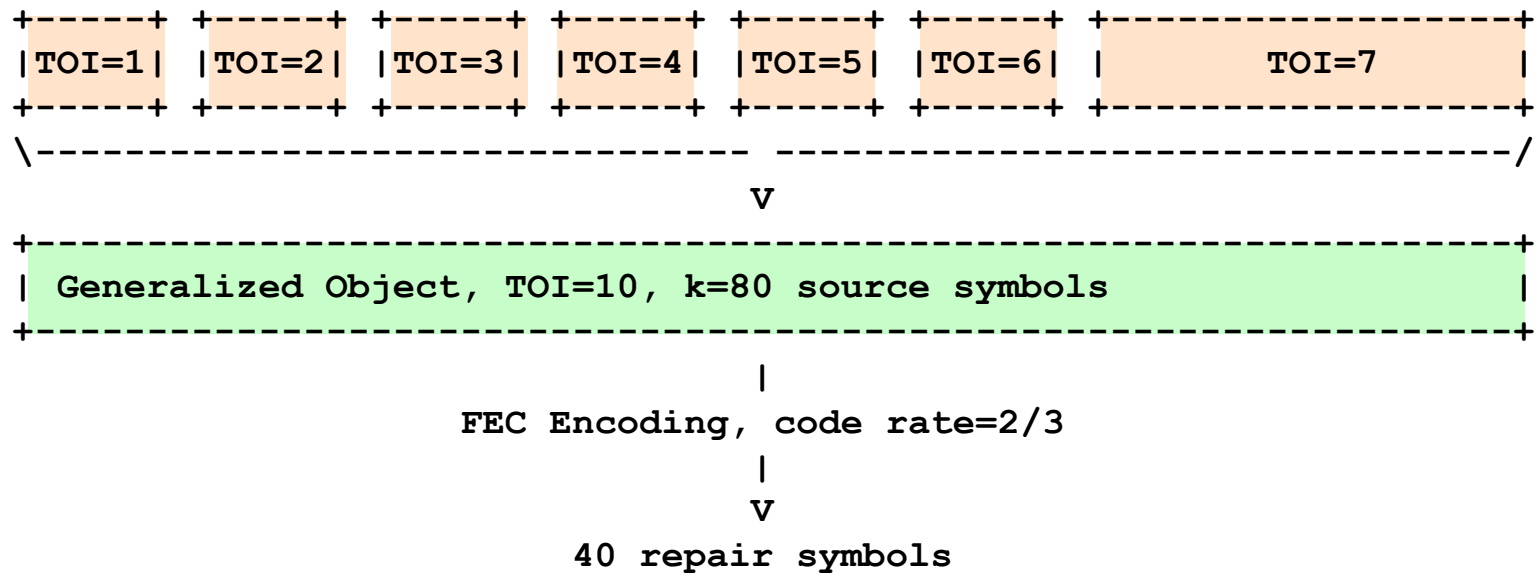 +------+ +------+ +------+ +------+ +------+ +------+ +-------------------+
|TOI=1| |TOI=2| |TOI=3| |TOI=4| |TOI=5| |TOI=6| | TOI=7 |
+------+ +------+ +------+ +------+ +------+ +------+ +-------------------+
\-------------------------------- ---------------------------------/
V
+-------------------------------------------------------------------+
| Generalized Object, TOI=10, k=80 source symbols |
+-------------------------------------------------------------------+
|
FEC Encoding, code rate=2/3
|
V
40 repair symbols